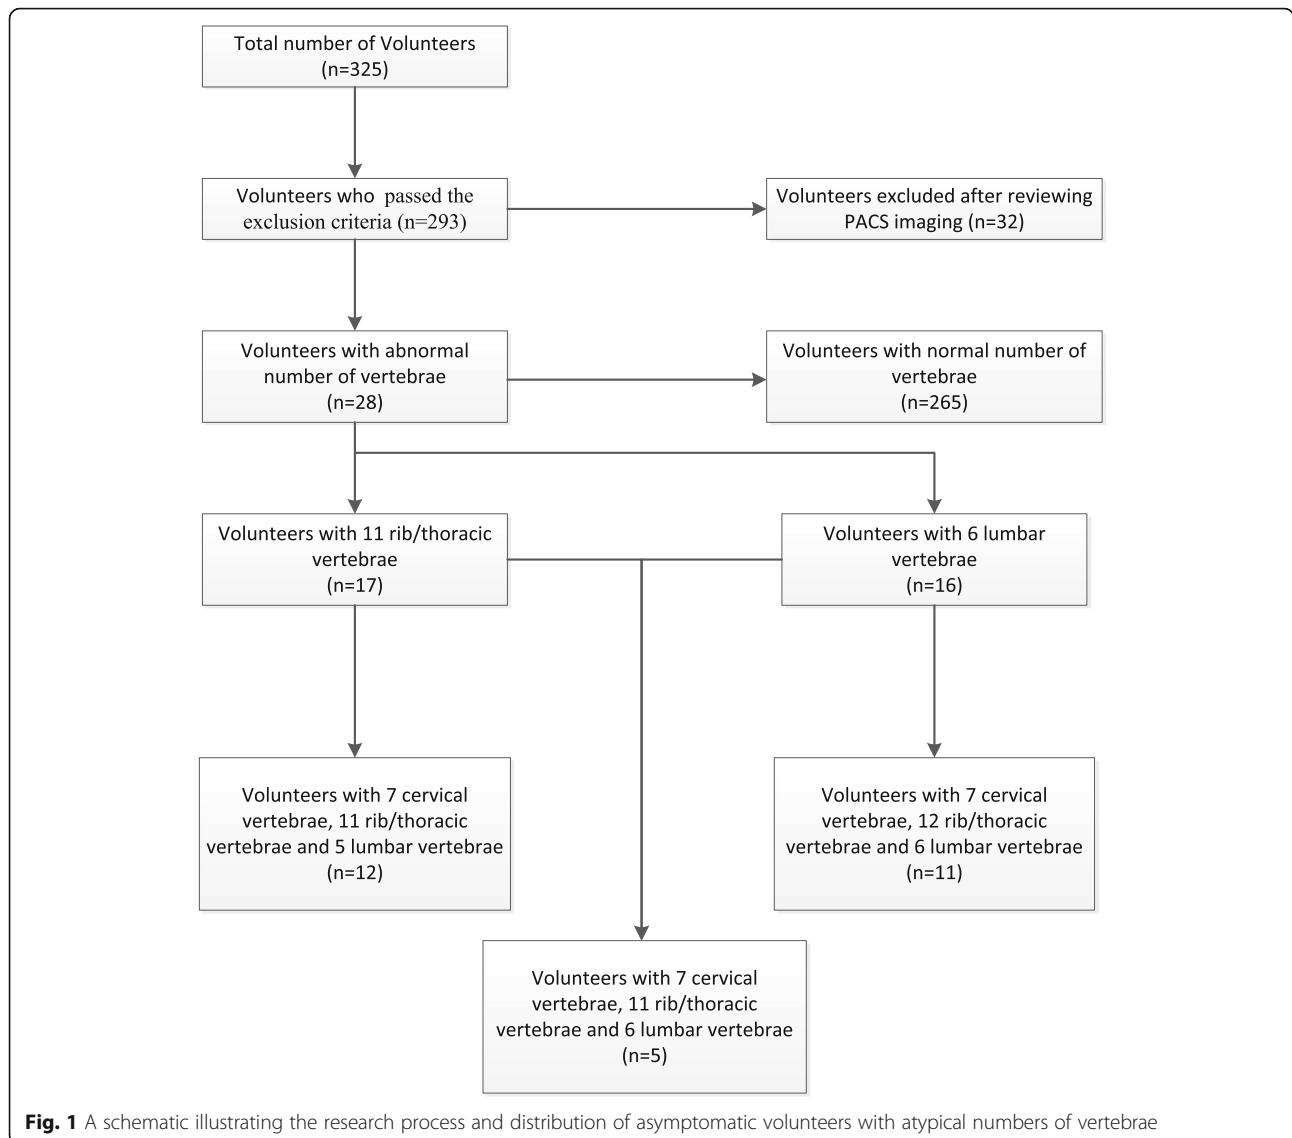 Total number of Volunteers
(n=325)
Volunteers who passed the
exclusion criteria (n=293)
Volunteers excluded after reviewing
PACS imaging (n=32)
Volunteers with abnormal
number of vertebrae
(n=28)
Volunteers with normal number of
vertebrae
(n=265)
Volunteers with 11 rib/thoracic
vertebrae
(n=17)
Volunteers with 6 lumbar
vertebrae
(n=16)
Volunteers with 7 cervical
vertebrae, 11 rib/thoracic
vertebrae and 5 lumbar vertebrae
(n=12)
Volunteers with 7 cervical
vertebrae, 12 rib/thoracic
vertebrae and 6 lumbar vertebrae
(n=11)
Volunteers with 7 cervical
vertebrae, 11 rib/thoracic
vertebrae and 6 lumbar vertebrae
(n=5)
Fig. 1 A schematic illustrating the research process and distribution of asymptomatic volunteers with atypical numbers of vertebrae